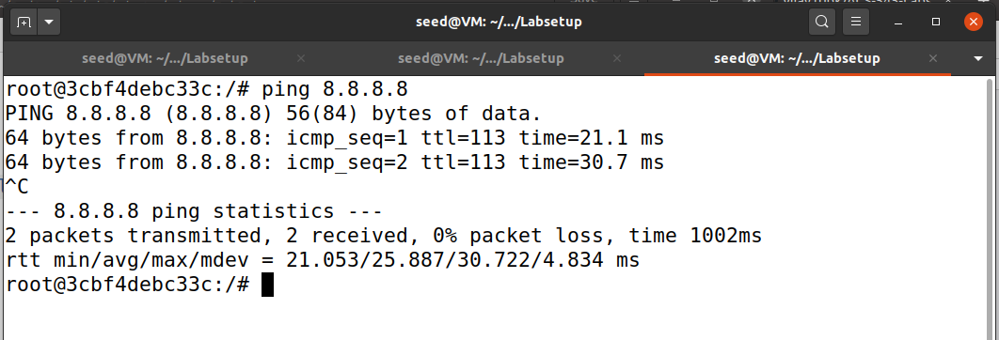 seed@VM: ~/.../Labsetup
seed@VM: ~/.../Labsetup
seed@VM: ~/.../Labsetup
seed@VM: ~/.../Labsetup
root@3cbf4debc33c:/# ping 8.8.8.8
PING 8.8.8.8 (8.8.8.8) 56(84) bytes of data.
64 bytes from 8.8.8.8: icmp_seq=1 ttl=113 time=21.1 ms
64 bytes from 8.8.8.8: icmp_seq=2 ttl=113 time=30.7 ms
^C
--- 8.8.8.8 ping statistics ---
2 packets transmitted, 2 received, 0% packet loss, time 1002ms
rtt min/avg/max/mdev = 21.053/25.887/30.722/4.834 ms
root@3cbf4debc33c:/#